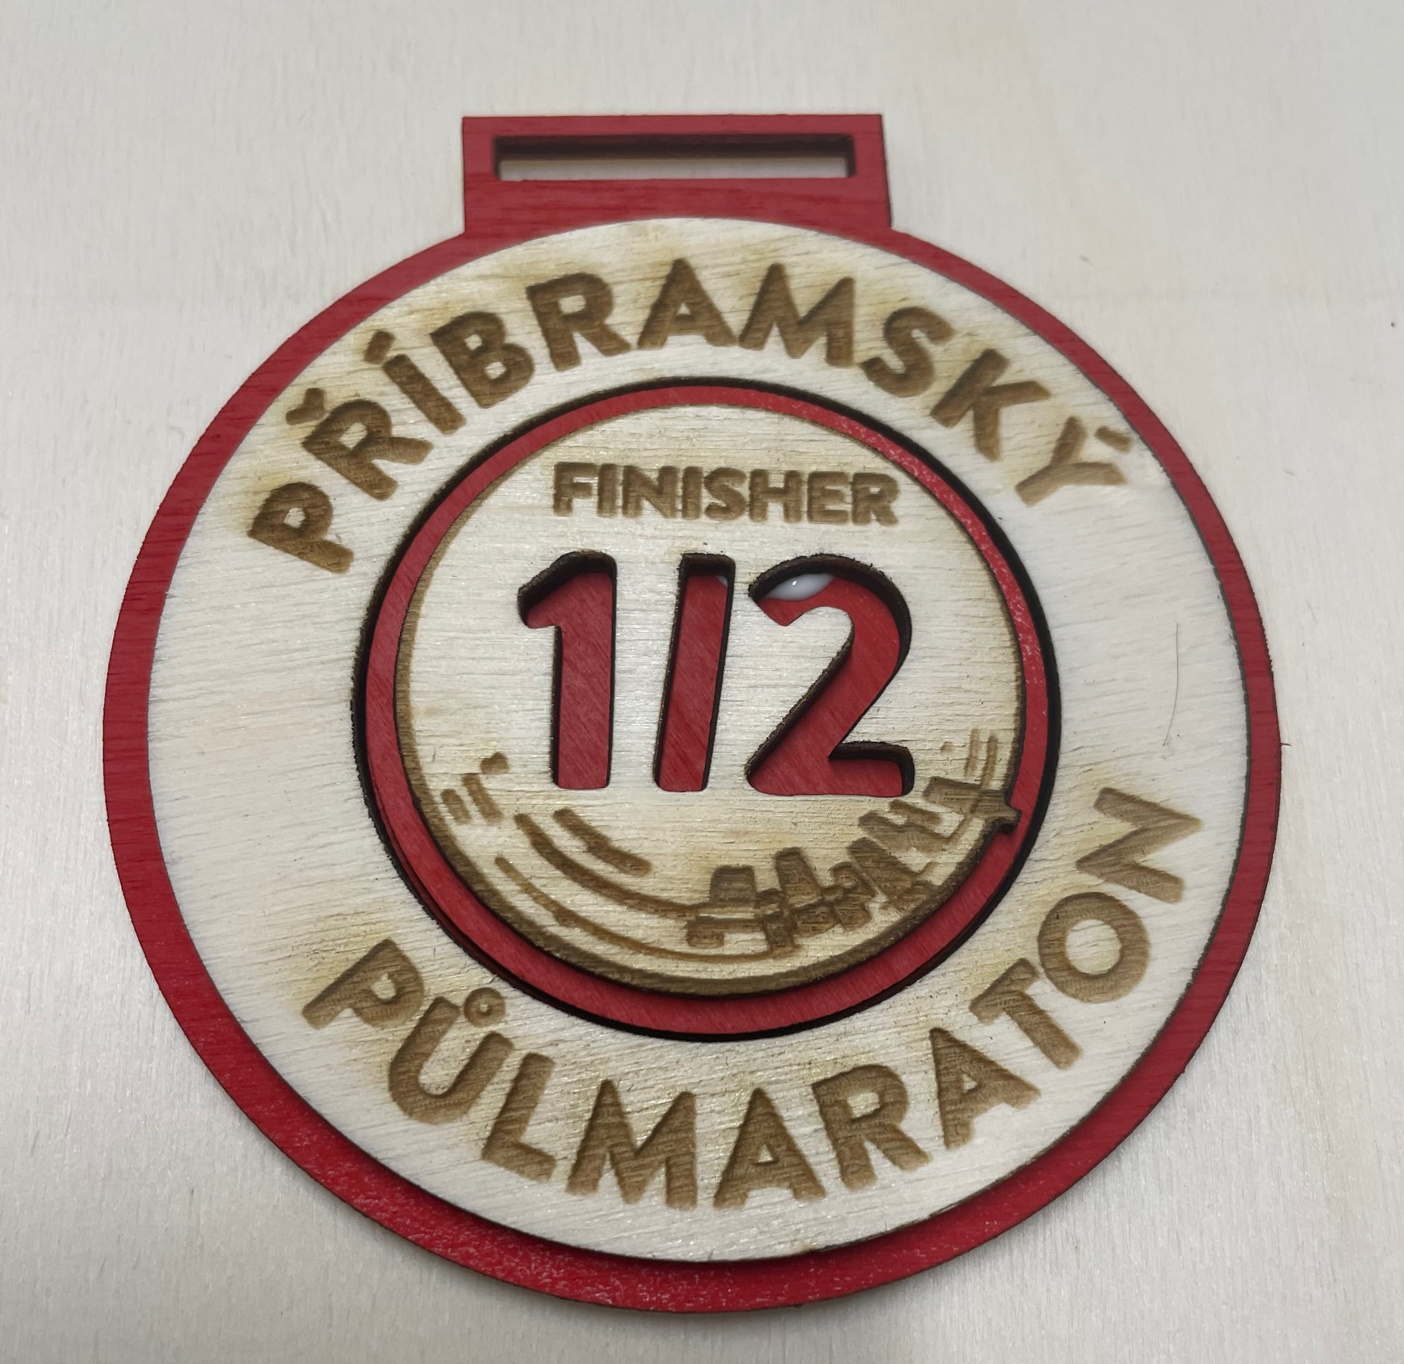 PŘÍBRAMSKÝ
FINISHER
1/2
PŮLMARATON